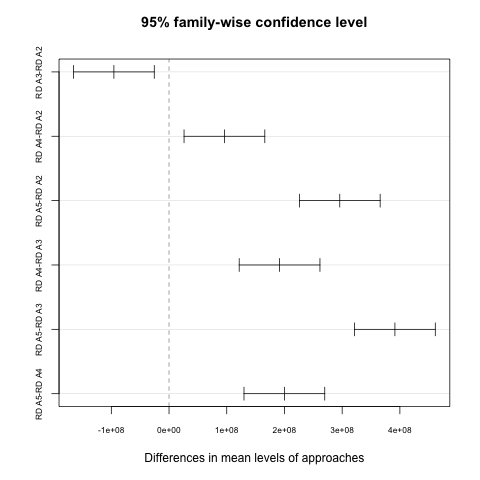 95% family-wise confidence level
RD A3-RD A2
RD A4-RD A2
RD A5-RD A2
RD A4-RD A3
RD A5-RD A3
RD A5-RD A4
-1e+08 0e+00 1e+08 2e+08 3e+08 4e+08
Differences in mean levels of approaches